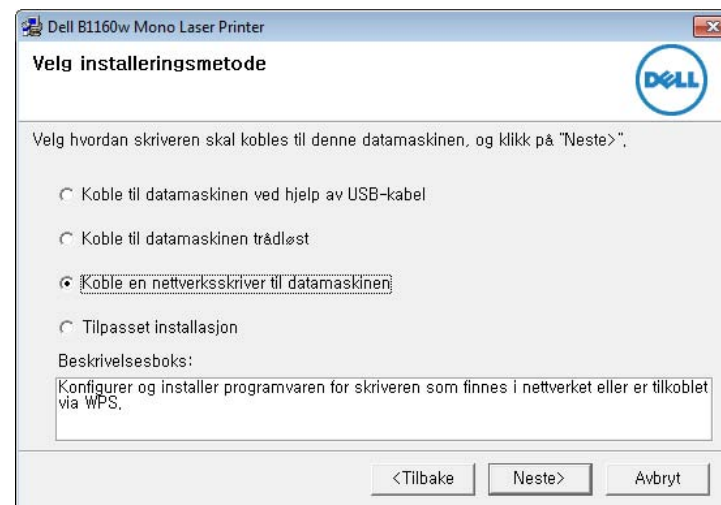 Dell B1160w Mono Laser Printer
Velg installeringsmetode
DELL
Velg hvordan skriveren skal kobles til denne datamaskinen, og klikk på "Neste>",
Koble til datamaskinen ved hjelp av USB-kabel
Koble til datamaskinen trådløst
Koble en nettverksskriver til datamaskinen
Tilpasset installasjon
Beskrivelsesboks:
Konfigurer og installer programvaren for skriveren som finnes i nettverket eller er tilkoblet
via WPS,
<Tilbake
Neste>
Avbryt